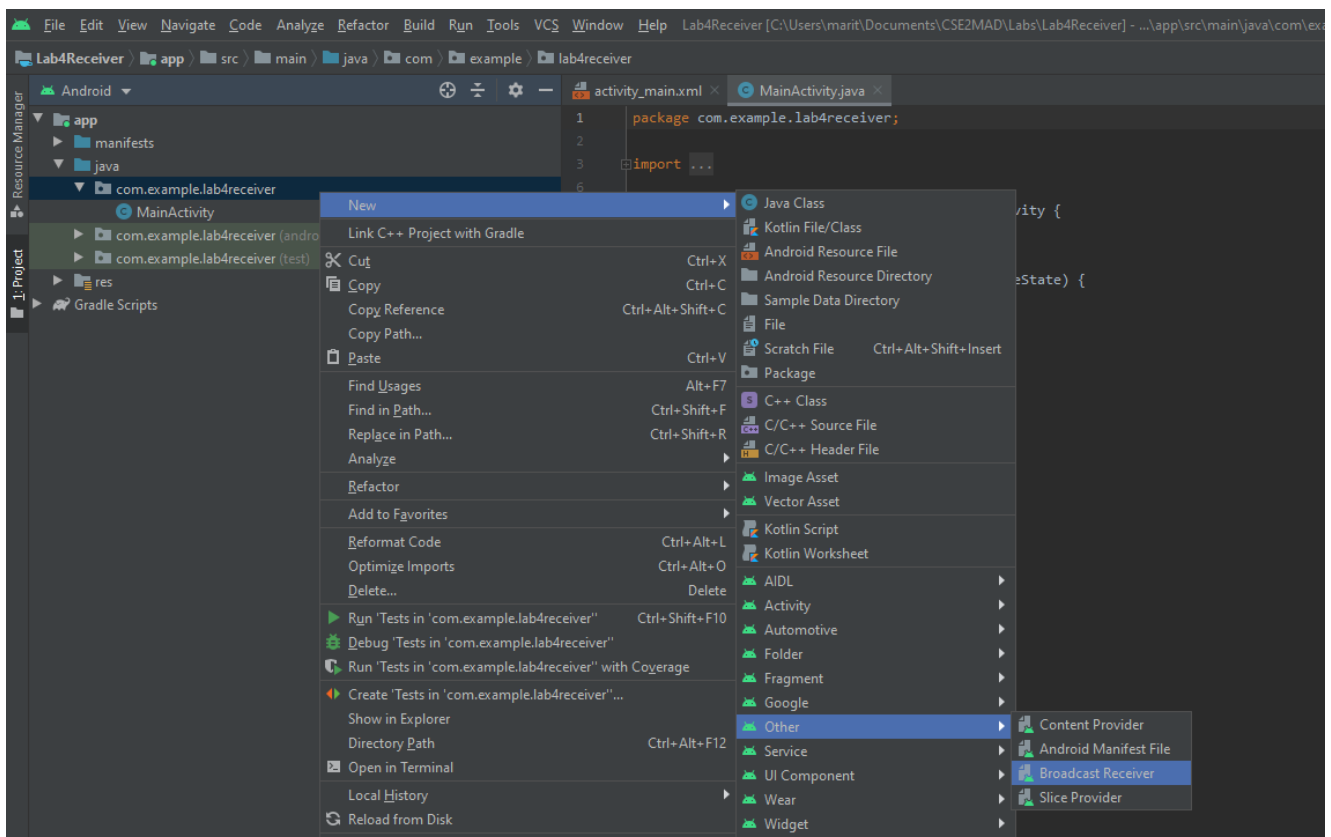 File Edit View Navigate Code Analyze Refactor Build Run Tools VCS Window Help Lab4Receiver [C:\Users\marit\Documents\CSE2MAD\Labs\Lab4Receiver] - ...\app\src\main\java\com\exa
Lab4Receiver app src main java com example lab4receiver
Android
activity_main.xml
MainActivity.java
Resource Manager
1: Project
app
manifests
java
com.example.lab4receiver
MainActivity
com.example.lab4receiver (andro
com.example.lab4receiver (test)
res
Gradle Scripts
1 package com.example.lab4receiver;
2
3 import ...
6
vity {
eState) {
New
Link C++ Project with Gradle
Cut Ctrl+X
Copy Ctrl+C
Copy Reference Ctrl+Alt+Shift+C
Copy Path...
Paste Ctrl+V
Find Usages Alt+F7
Find in Path... Ctrl+Shift+F
Replace in Path... Ctrl+Shift+R
Analyze
Refactor
Add to Favorites
Reformat Code Ctrl+Alt+L
Optimize Imports Ctrl+Alt+O
Delete... Delete
Run 'Tests in 'com.example.lab4receiver'' Ctrl+Shift+F10
Debug 'Tests in 'com.example.lab4receiver''
Run 'Tests in 'com.example.lab4receiver'' with Coverage
Create 'Tests in 'com.example.lab4receiver''...
Show in Explorer
Directory Path Ctrl+Alt+F12
Open in Terminal
Local History
Reload from Disk
Java Class
Kotlin File/Class
Android Resource File
Android Resource Directory
Sample Data Directory
File
Scratch File Ctrl+Alt+Shift+Insert
Package
C++ Class
C/C++ Source File
C/C++ Header File
Image Asset
Vector Asset
Kotlin Script
Kotlin Worksheet
AIDL
Activity
Automotive
Folder
Fragment
Google
Other
Service
UI Component
Wear
Widget
Content Provider
Android Manifest File
Broadcast Receiver
Slice Provider